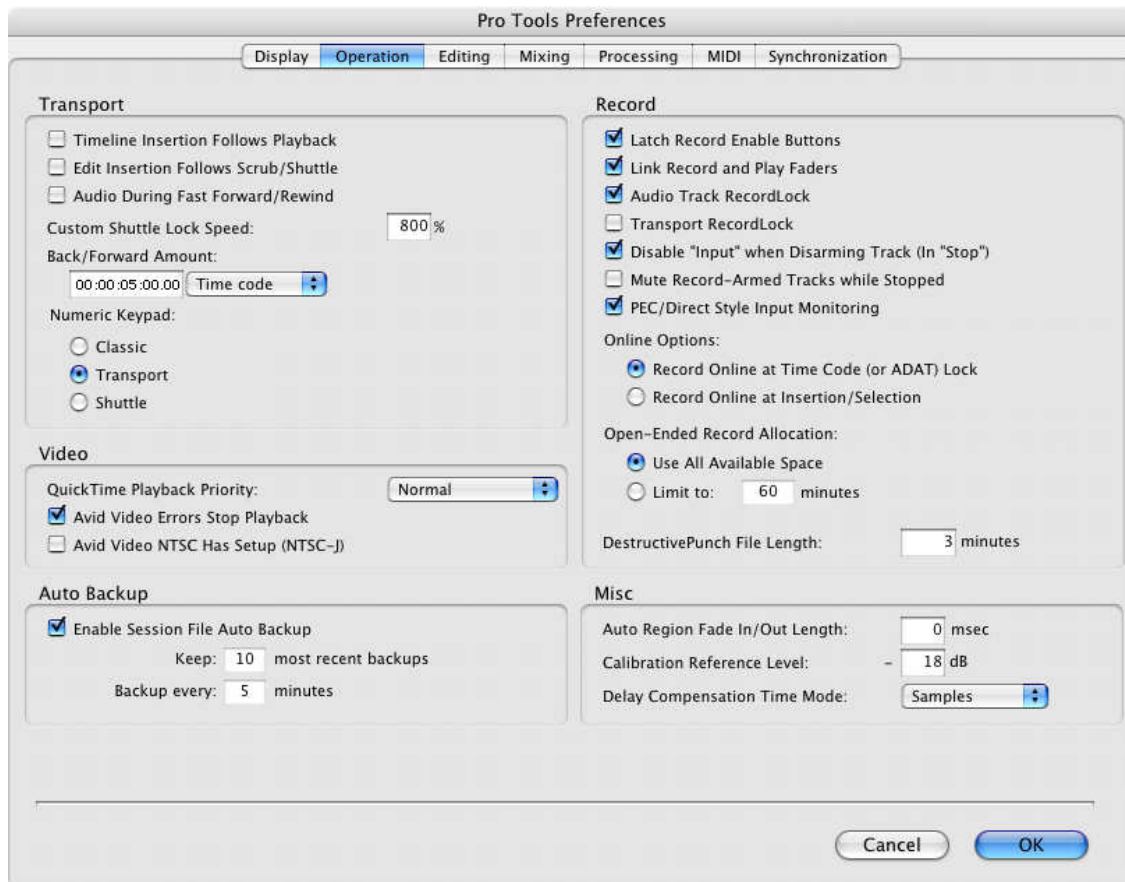 Pro Tools Preferences
Display Operation Editing Mixing Processing MIDI Synchronization
Transport
Timeline Insertion Follows Playback
Edit Insertion Follows Scrub/Shuttle
Audio During Fast Forward/Rewind
Custom Shuttle Lock Speed: 800 %
Back/Forward Amount:
00:00:05:00.00 Time code
Numeric Keypad:
Classic
Transport
Shuttle
Video
QuickTime Playback Priority: Normal
Avid Video Errors Stop Playback
Avid Video NTSC Has Setup (NTSC-J)
Auto Backup
Enable Session File Auto Backup
Keep: 10 most recent backups
Backup every: 5 minutes
Record
Latch Record Enable Buttons
Link Record and Play Faders
Audio Track RecordLock
Transport RecordLock
Disable "Input" when Disarming Track (In "Stop")
Mute Record-Armed Tracks while Stopped
PEC/Direct Style Input Monitoring
Online Options:
Record Online at Time Code (or ADAT) Lock
Record Online at Insertion/Selection
Open-Ended Record Allocation:
Use All Available Space
Limit to: 60 minutes
DestructivePunch File Length: 3 minutes
Misc
Auto Region Fade In/Out Length: 0 msec
Calibration Reference Level: - 18 dB
Delay Compensation Time Mode: Samples
Cancel OK